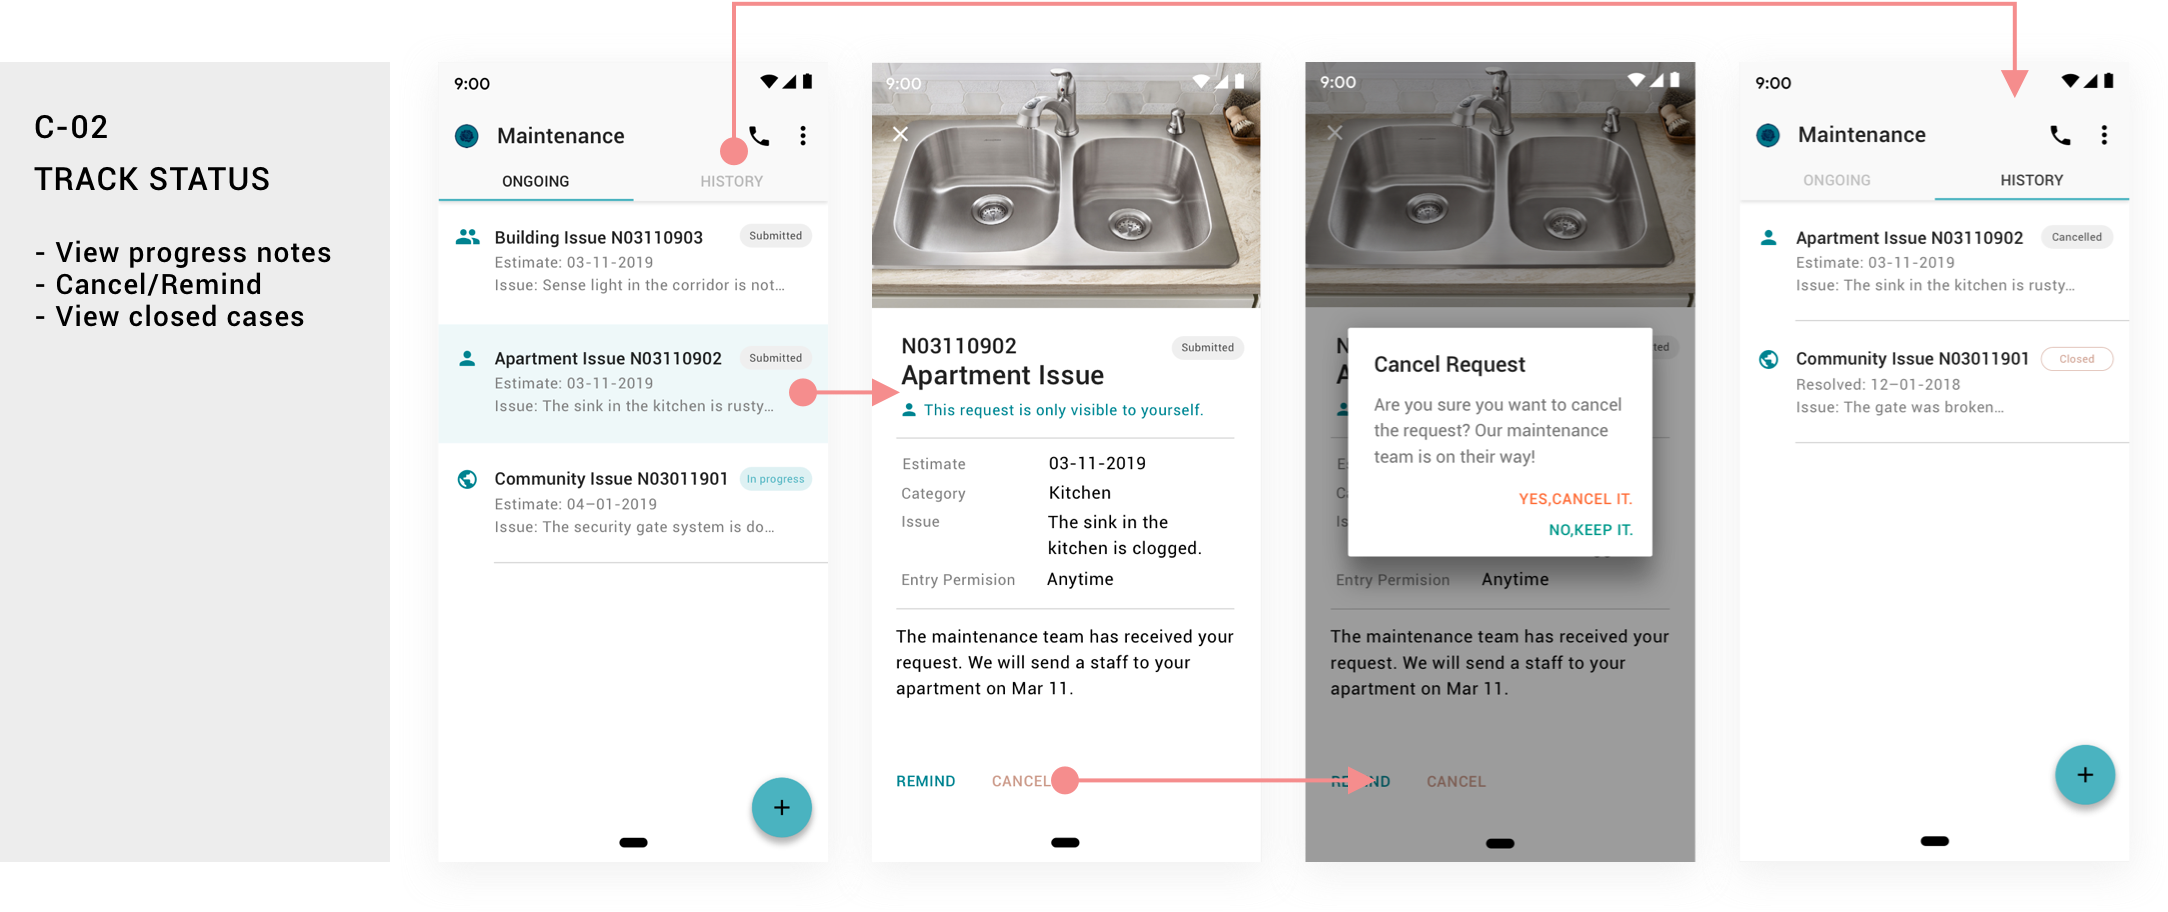 C-02
TRACK STATUS
- View progress notes
- Cancel/Remind
- View closed cases
9:00
Maintenance
ONGOING HISTORY
Building Issue N03110903 Submitted
Estimate: 03-11-2019
Issue: Sense light in the corridor is not...
Apartment Issue N03110902 Submitted
Estimate: 03-11-2019
Issue: The sink in the kitchen is rusty...
Community Issue N03011901 In progress
Estimate: 04–01-2019
Issue: The security gate system is do...
+
9:00
N03110902 Submitted
Apartment Issue
This request is only visible to yourself.
Estimate 03-11-2019
Category Kitchen
Issue The sink in the
kitchen is clogged.
Entry Permision Anytime
The maintenance team has received your
request. We will send a staff to your
apartment on Mar 11.
REMIND CANCEL
9:00
Cancel Request
Are you sure you want to cancel
the request? Our maintenance
team is on their way!
YES,CANCEL IT.
NO,KEEP IT.
Entry Permision Anytime
The maintenance team has received your
request. We will send a staff to your
apartment on Mar 11.
REMIND CANCEL
9:00
Maintenance
ONGOING HISTORY
Apartment Issue N03110902 Cancelled
Estimate: 03-11-2019
Issue: The sink in the kitchen is rusty...
Community Issue N03011901 Closed
Resolved: 12–01-2018
Issue: The gate was broken...
+